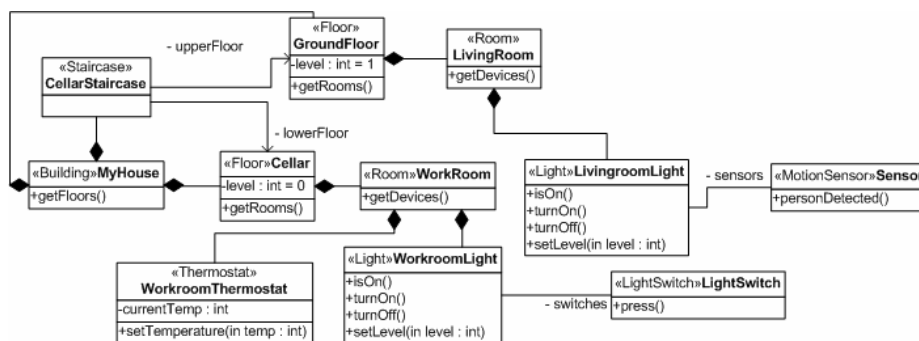 «Floor»
GroundFloor
-level : int = 1
+getRooms()
- upperFloor
«Room»
LivingRoom
+getDevices()
«Staircase»
CellarStaircase
- lowerFloor
«Building»MyHouse
+getFloors()
«Floor»Cellar
-level : int = 0
+getRooms()
«Room»WorkRoom
+getDevices()
«Light»LivingroomLight
+isOn()
+turnOn()
+turnOff()
+setLevel(in level : int)
- sensors
«MotionSensor»Sensor
+personDetected()
«Thermostat»
WorkroomThermostat
-currentTemp : int
+setTemperature(in temp : int)
«Light»WorkroomLight
+isOn()
+turnOn()
+turnOff()
+setLevel(in level : int)
- switches
«LightSwitch»LightSwitch
+press()